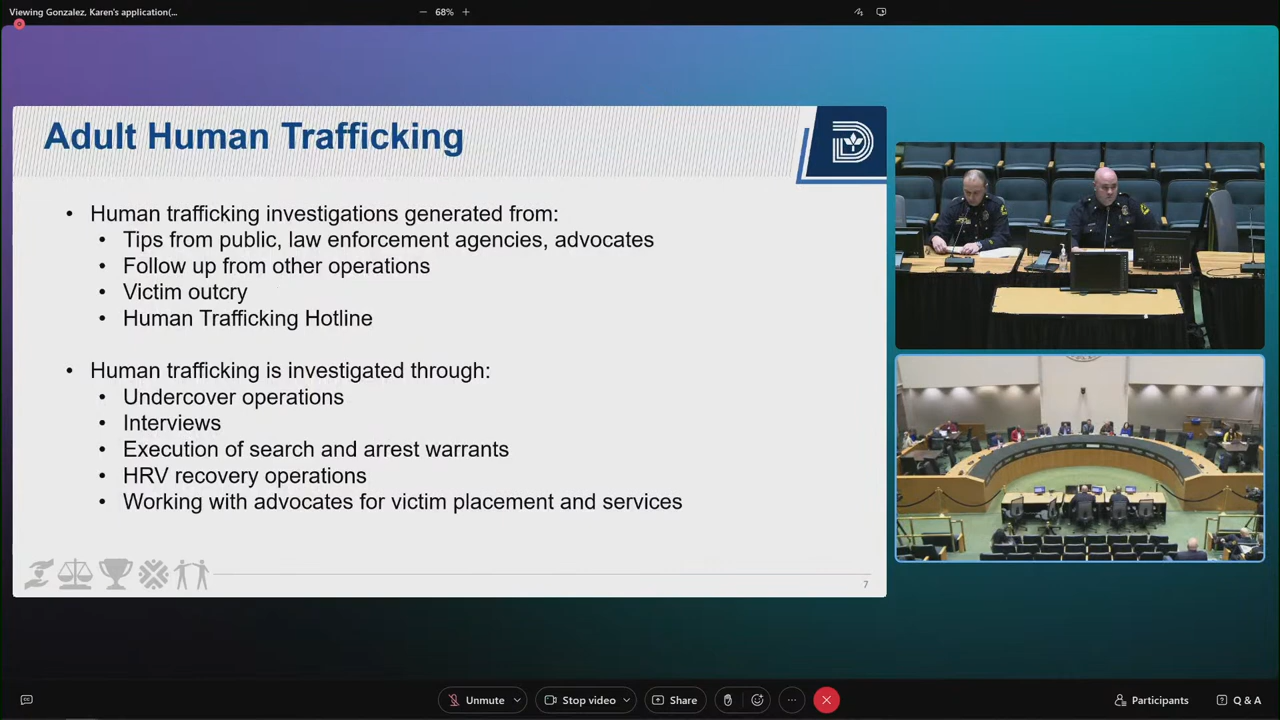 Viewing Gonzalez, Karen's application(...
68%
Adult Human Trafficking
• Human trafficking investigations generated from:
• Tips from public, law enforcement agencies, advocates
• Follow up from other operations
• Victim outcry
• Human Trafficking Hotline
• Human trafficking is investigated through:
• Undercover operations
• Interviews
• Execution of search and arrest warrants
• HRV recovery operations
• Working with advocates for victim placement and services
7
Unmute
Stop video
Share
Participants
Q & A